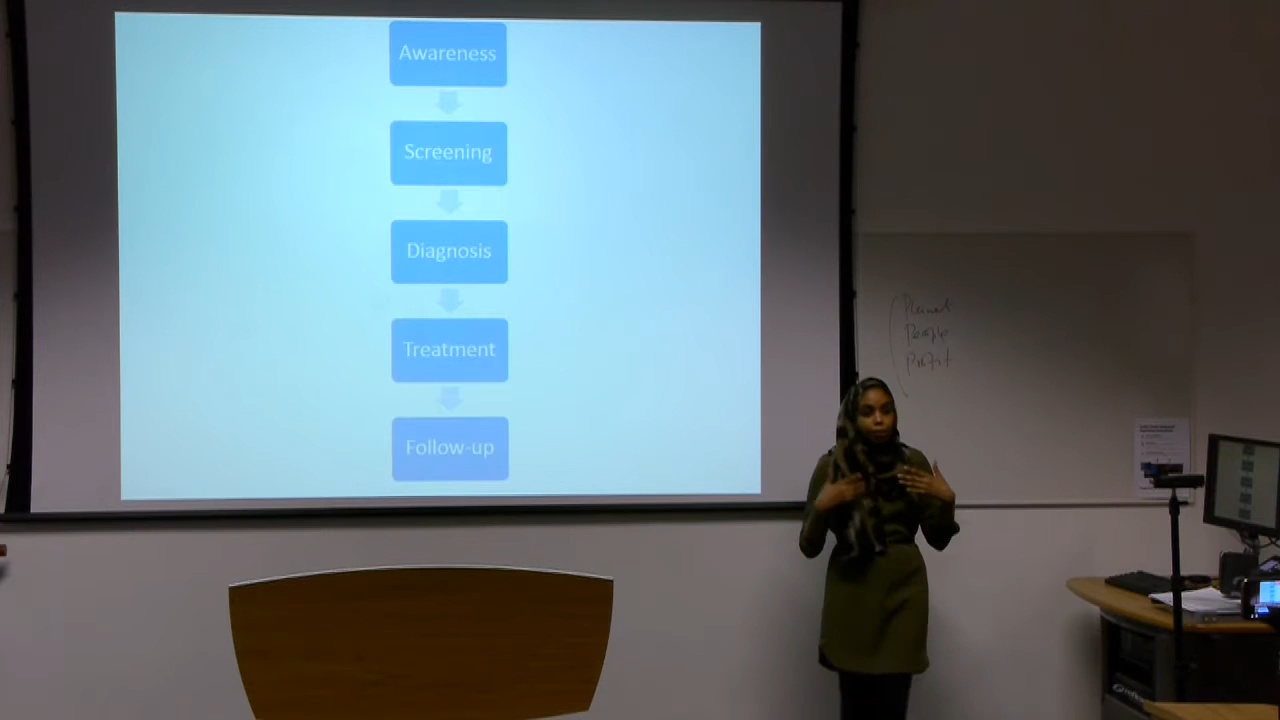 Awareness
Screening
Diagnosis
Treatment
Follow-up
Planet
People
Profit